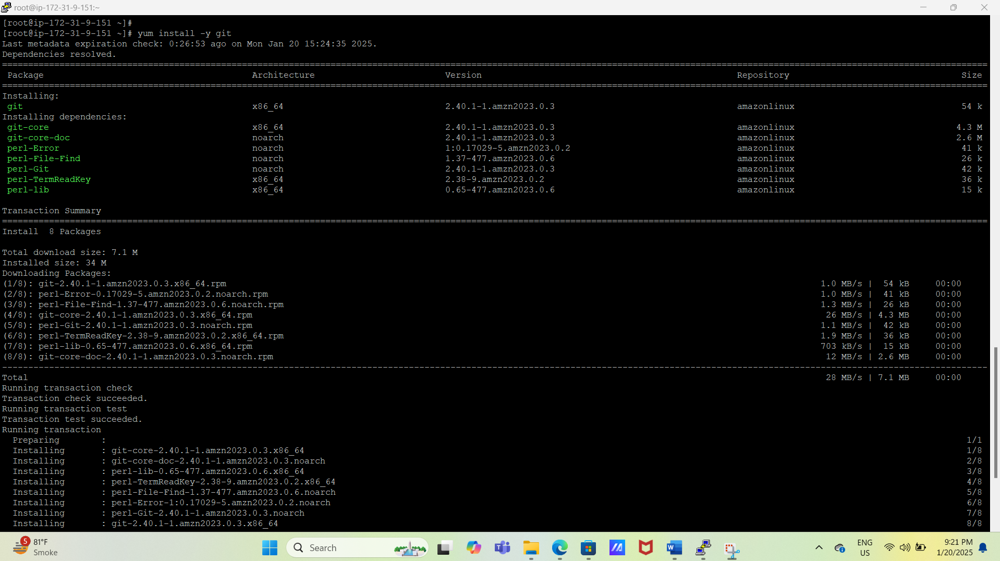 root@ip-172-31-9-151:~
[root@ip-172-31-9-151 ~]#
[root@ip-172-31-9-151 ~]# yum install -y git
Last metadata expiration check: 0:26:53 ago on Mon Jan 20 15:24:35 2025.
Dependencies resolved.
Package Architecture Version Repository Size
Installing:
git x86_64 2.40.1-1.amzn2023.0.3 amazonlinux 54 k
Installing dependencies:
git-core x86_64 2.40.1-1.amzn2023.0.3 amazonlinux 4.3 M
git-core-doc noarch 2.40.1-1.amzn2023.0.3 amazonlinux 2.6 M
perl-Error noarch 1:0.17029-5.amzn2023.0.2 amazonlinux 41 k
perl-File-Find noarch 1.37-477.amzn2023.0.6 amazonlinux 26 k
perl-Git noarch 2.40.1-1.amzn2023.0.3 amazonlinux 42 k
perl-TermReadKey x86_64 2.38-9.amzn2023.0.2 amazonlinux 36 k
perl-lib x86_64 0.65-477.amzn2023.0.6 amazonlinux 15 k
Transaction Summary
Install 8 Packages
Total download size: 7.1 M
Installed size: 34 M
Downloading Packages:
(1/8): git-2.40.1-1.amzn2023.0.3.x86_64.rpm 1.0 MB/s | 54 kB 00:00
(2/8): perl-Error-0.17029-5.amzn2023.0.2.noarch.rpm 1.0 MB/s | 41 kB 00:00
(3/8): perl-File-Find-1.37-477.amzn2023.0.6.noarch.rpm 1.3 MB/s | 26 kB 00:00
(4/8): git-core-2.40.1-1.amzn2023.0.3.x86_64.rpm 26 MB/s | 4.3 MB 00:00
(5/8): perl-Git-2.40.1-1.amzn2023.0.3.noarch.rpm 1.1 MB/s | 42 kB 00:00
(6/8): perl-TermReadKey-2.38-9.amzn2023.0.2.x86_64.rpm 1.9 MB/s | 36 kB 00:00
(7/8): perl-lib-0.65-477.amzn2023.0.6.x86_64.rpm 703 kB/s | 15 kB 00:00
(8/8): git-core-doc-2.40.1-1.amzn2023.0.3.noarch.rpm 12 MB/s | 2.6 MB 00:00
Total 28 MB/s | 7.1 MB 00:00
Running transaction check
Transaction check succeeded.
Running transaction test
Transaction test succeeded.
Running transaction
Preparing : 1/1
Installing : git-core-2.40.1-1.amzn2023.0.3.x86_64 1/8
Installing : git-core-doc-2.40.1-1.amzn2023.0.3.noarch 2/8
Installing : perl-lib-0.65-477.amzn2023.0.6.x86_64 3/8
Installing : perl-TermReadKey-2.38-9.amzn2023.0.2.x86_64 4/8
Installing : perl-File-Find-1.37-477.amzn2023.0.6.noarch 5/8
Installing : perl-Error-1:0.17029-5.amzn2023.0.2.noarch 6/8
Installing : perl-Git-2.40.1-1.amzn2023.0.3.noarch 7/8
Installing : git-2.40.1-1.amzn2023.0.3.x86_64 8/8
5 81°F
Smoke
Search
ENG
US
9:21 PM
1/20/2025